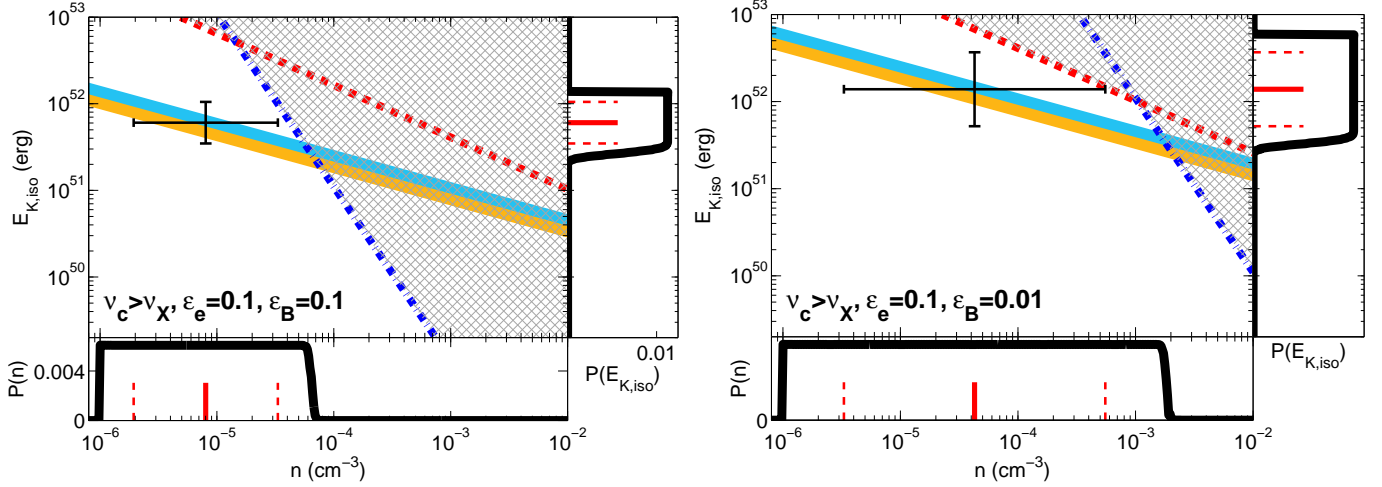 10^53
10^52
10^51
10^50
E_K,iso (erg)
ν_c>ν_X, ε_e=0.1, ε_B=0.1
0.01
P(E_K,iso)
P(n)
0.004
0
10^−6
10^−5
10^−4
10^−3
10^−2
n (cm^−3)
10^53
10^52
10^51
10^50
E_K,iso (erg)
ν_c>ν_X, ε_e=0.1, ε_B=0.01
P(E_K,iso)
P(n)
0
10^−6
10^−5
10^−4
10^−3
10^−2
n (cm^−3)